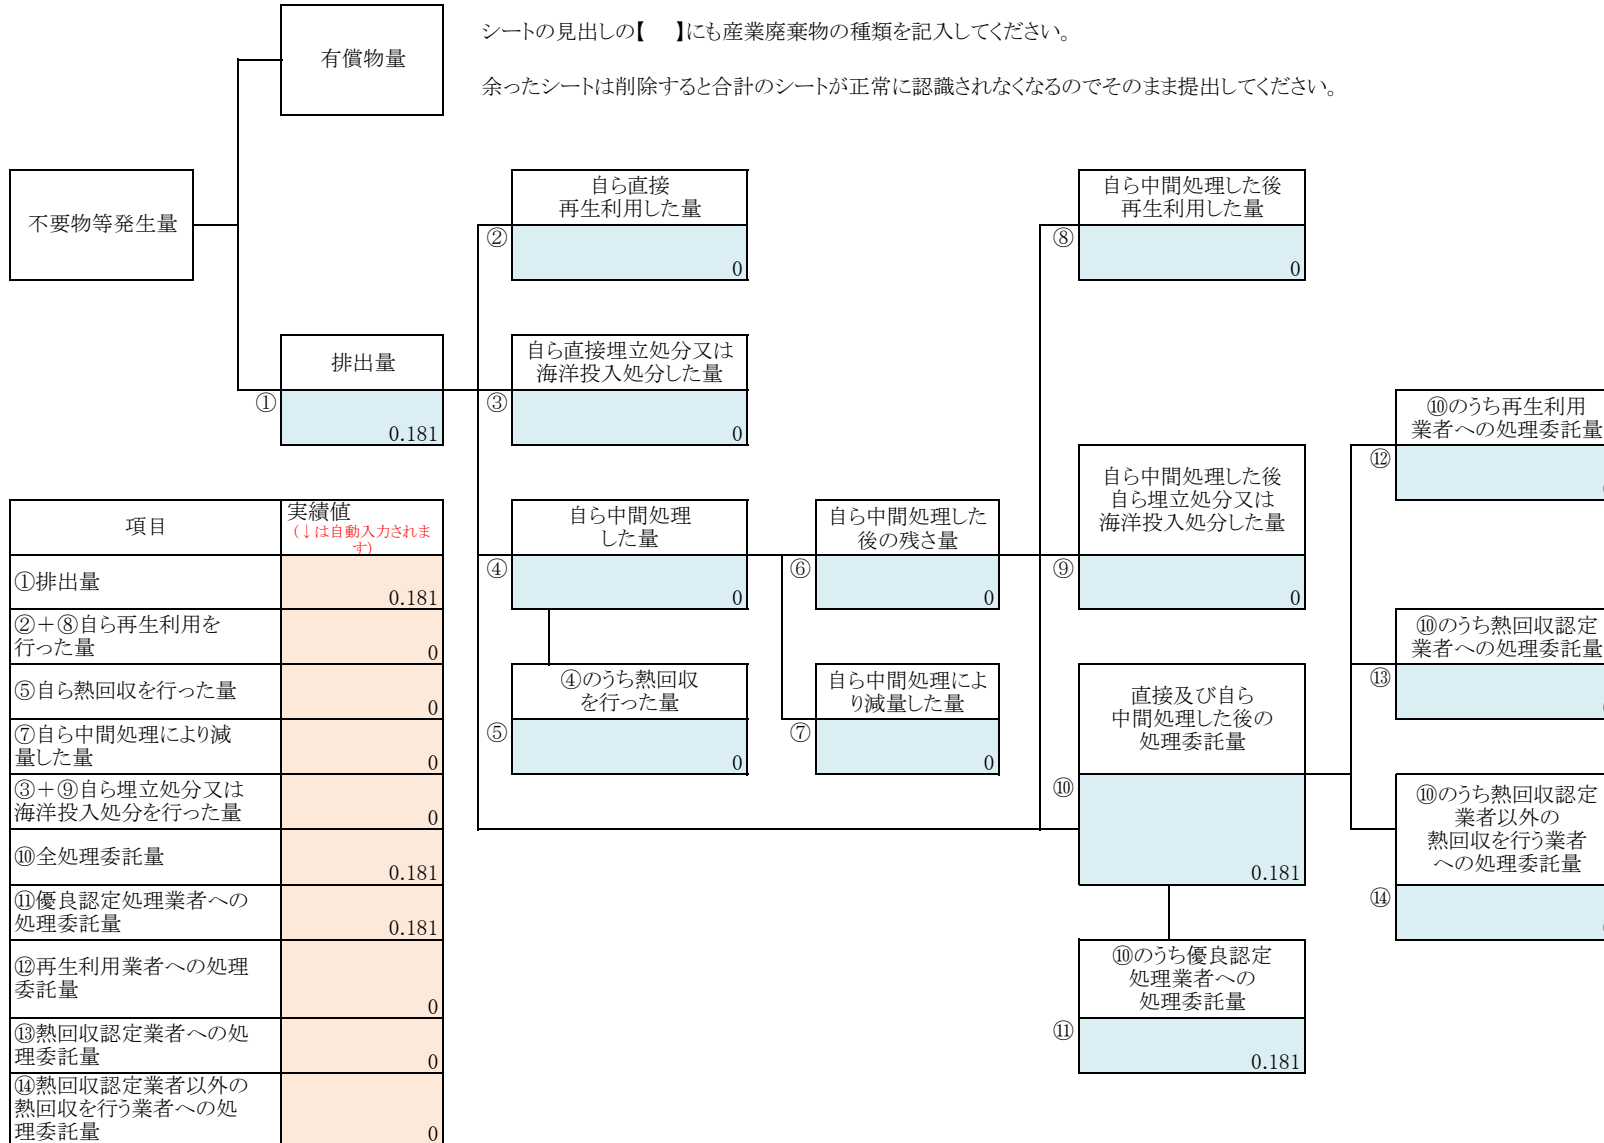 シートの見出しの【　】にも産業廃棄物の種類を記入してください。
有償物量
余ったシートは削除すると合計のシートが正常に認識されなくなるのでそのまま提出してください。
不要物等発生量
自ら直接
再生利用した量
②
0
自ら中間処理した後
再生利用した量
⑧
0
排出量
①
0.181
自ら直接埋立処分又は
海洋投入処分した量
③
0
⑩のうち再生利用
業者への処理委託量
⑫
自ら中間処理
した量
④
0
自ら中間処理した
後の残さ量
⑥
0
自ら中間処理した後
自ら埋立処分又は
海洋投入処分した量
⑨
0
⑩のうち熱回収認定
業者への処理委託量
⑬
④のうち熱回収
を行った量
⑤
0
自ら中間処理によ
り減量した量
⑦
0
直接及び自ら
中間処理した後の
処理委託量
⑩
0.181
⑩のうち熱回収認定
業者以外の
熱回収を行う業者
への処理委託量
⑭
⑩のうち優良認定
処理業者への
処理委託量
⑪
0.181
項目
実績値
（↓は自動入力されま
す）
①排出量
0.181
②＋⑧自ら再生利用を
行った量
0
⑤自ら熱回収を行った量
0
⑦自ら中間処理により減
量した量
0
③＋⑨自ら埋立処分又は
海洋投入処分を行った量
0
⑩全処理委託量
0.181
⑪優良認定処理業者への
処理委託量
0.181
⑫再生利用業者への処理
委託量
0
⑬熱回収認定業者への処
理委託量
0
⑭熱回収認定業者以外の
熱回収を行う業者への処
理委託量
0